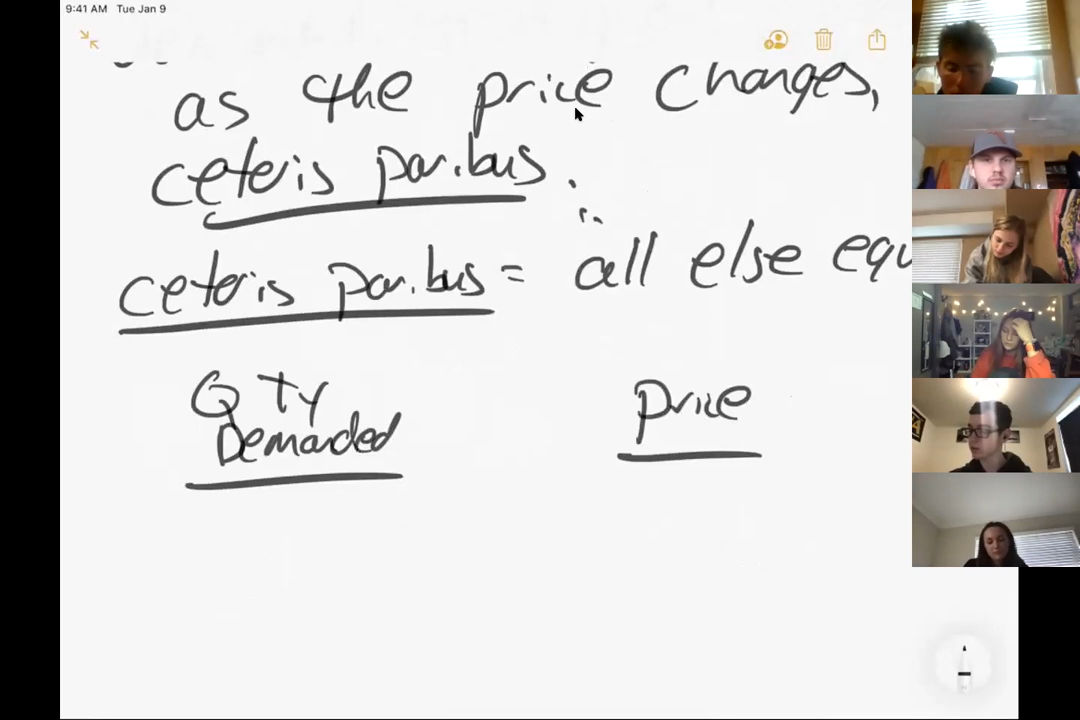 9:41 AM Tue Jan 9
as the price changes,
ceteris paribus.
ceteris paribus = all else equ
QTY
Demanded
price